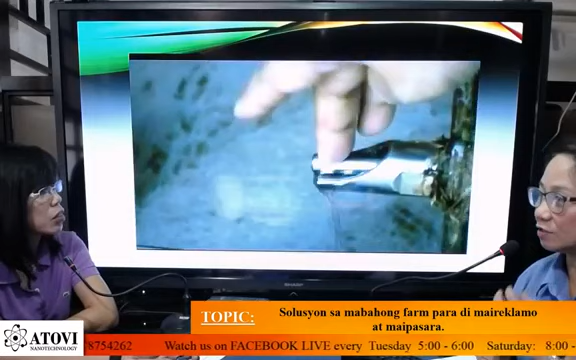 SHARP
TOPIC:
Solusyon sa mabahong farm para di maireklamo
at maipasara.
ATOVI
NANOTECHNOLOGY
78754262
Watch us on FACEBOOK LIVE every Tuesday 5:00 - 6:00 Saturday: 8:00 -